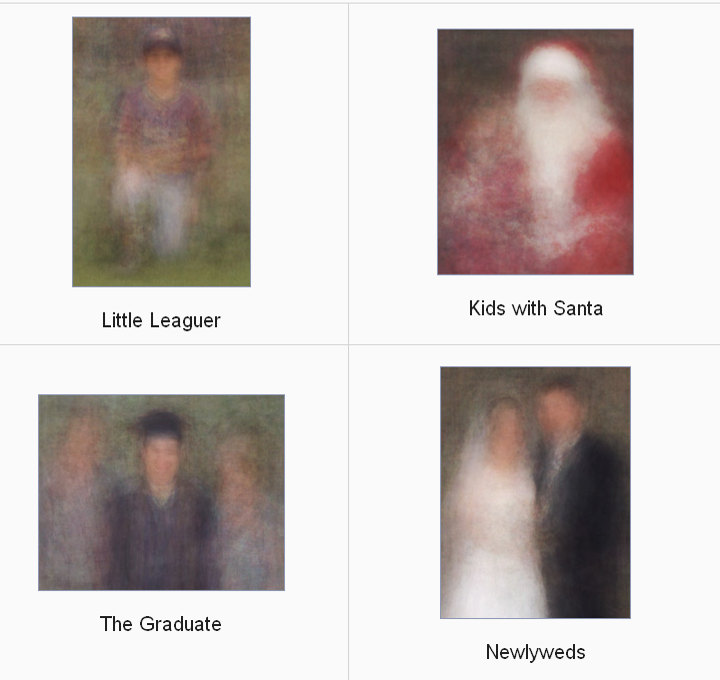 Little Leaguer
Kids with Santa
The Graduate
Newlyweds